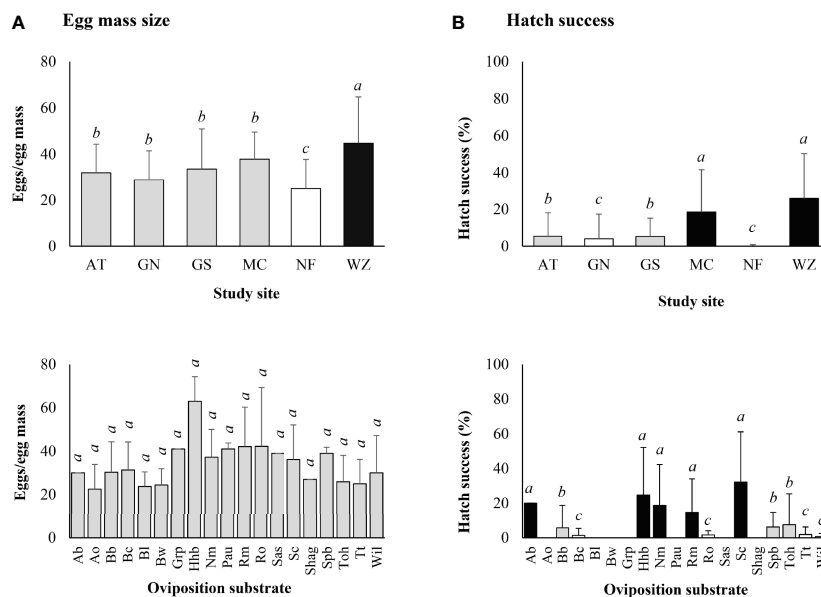 A Egg mass size
80
60
40
20
0
Eggs/egg mass
b b b b c a
AT GN GS MC NF WZ
Study site
B Hatch success
100
80
60
40
20
0
Hatch success (%)
b c b a c a
AT GN GS MC NF WZ
Study site
80
60
40
20
0
Eggs/egg mass
a a a a a a a a a a a a a a a a a a a
Ab Ao Bb Bc Bl Bw Grp Hhb Nm Pau Rm Ro Sas Sc Shag Spb Toh Tt Wil
Oviposition substrate
100
80
60
40
20
0
Hatch success (%)
a b c a a a c a b b c
Ab Ao Bb Bc Bl Bw Grp Hhb Nm Pau Rm Ro Sas Sc Shag Spb Toh Tt
Oviposition substrate